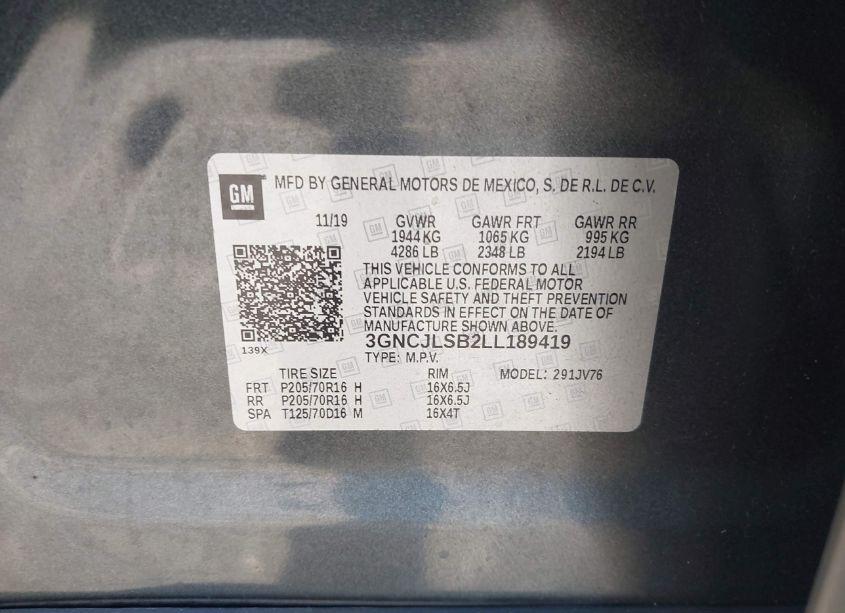 GM MFD BY GENERAL MOTORS DE MEXICO, S. DE R.L. DE C.V.
11/19 GVWR GAWR FRT GAWR RR
1944 KG 1065 KG 995 KG
4286 LB 2348 LB 2194 LB
THIS VEHICLE CONFORMS TO ALL
APPLICABLE U.S. FEDERAL MOTOR
VEHICLE SAFETY AND THEFT PREVENTION
STANDARDS IN EFFECT ON THE DATE OF
MANUFACTURE SHOWN ABOVE.
139X 3GNCJLSB2LL189419
TYPE: M.P.V.
TIRE SIZE RIM MODEL: 291JV76
FRT P205/70R16 H 16X6.5J
RR P205/70R16 H 16X6.5J
SPA T125/70D16 M 16X4T